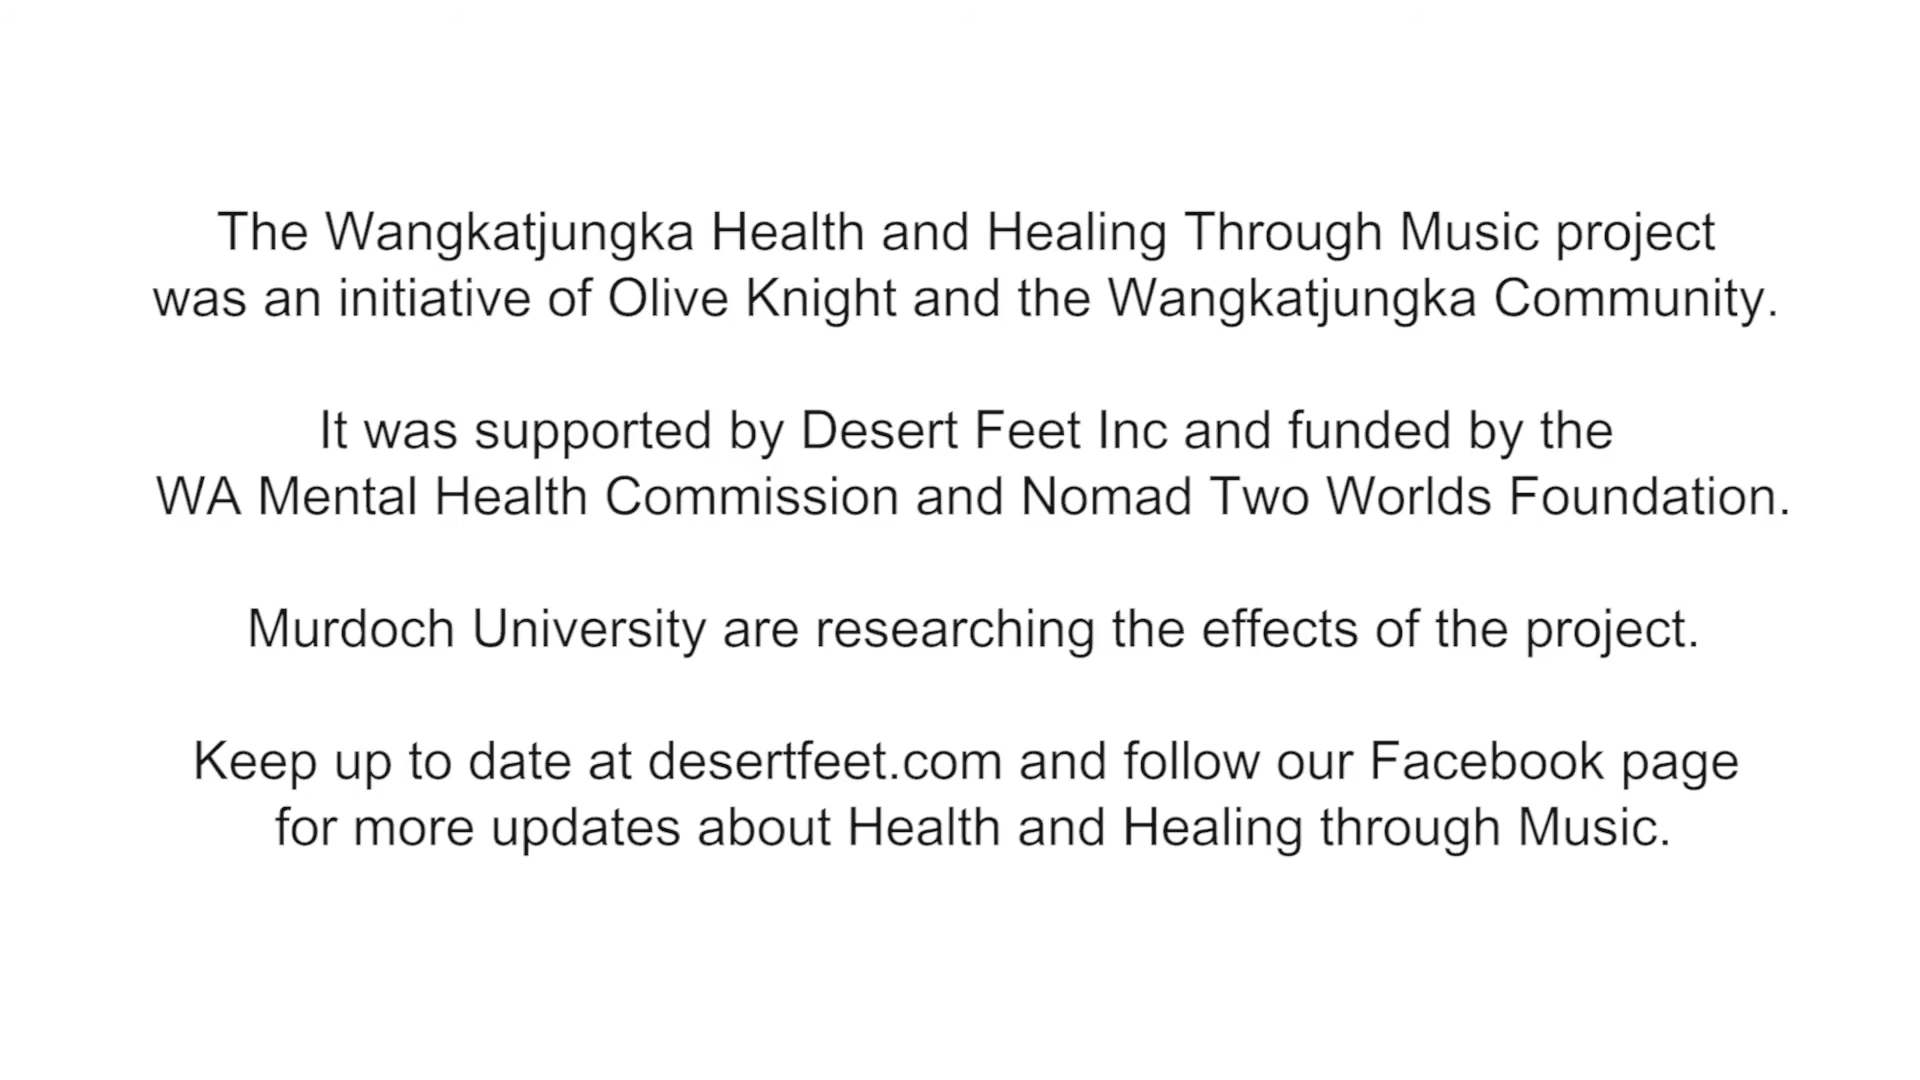 The Wangkatjungka Health and Healing Through Music project
was an initiative of Olive Knight and the Wangkatjungka Community.
It was supported by Desert Feet Inc and funded by the
WA Mental Health Commission and Nomad Two Worlds Foundation.
Murdoch University are researching the effects of the project.
Keep up to date at desertfeet.com and follow our Facebook page
for more updates about Health and Healing through Music.